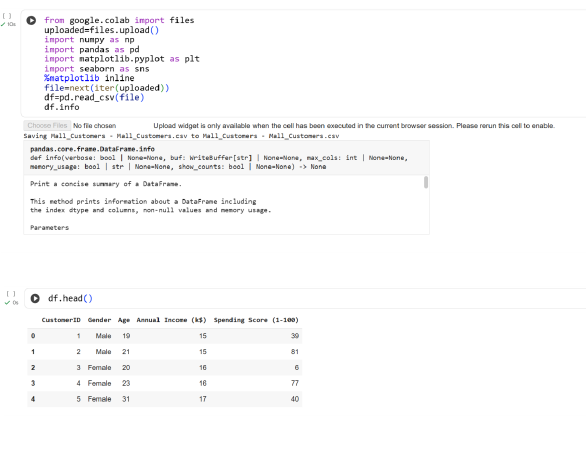 [ ]
✓ 10s
from google.colab import files
uploaded=files.upload()
import numpy as np
import pandas as pd
import matplotlib.pyplot as plt
import seaborn as sns
%matplotlib inline
file=next(iter(uploaded))
df=pd.read_csv(file)
df.info
Choose Files No file chosen Upload widget is only available when the cell has been executed in the current browser session. Please rerun this cell to enable.
Saving Mall_Customers - Mall_Customers.csv to Mall_Customers - Mall_Customers.csv
pandas.core.frame.DataFrame.info
def info(verbose: bool | None=None, buf: WriteBuffer[str] | None=None, max_cols: int | None=None,
memory_usage: bool | str | None=None, show_counts: bool | None=None) -> None
Print a concise summary of a DataFrame.
This method prints information about a DataFrame including
the index dtype and columns, non-null values and memory usage.
Parameters
[ ]
✓ 0s
df.head()
CustomerID Gender Age Annual Income (k$) Spending Score (1-100)
0 1 Male 19 15 39
1 2 Male 21 15 81
2 3 Female 20 16 6
3 4 Female 23 16 77
4 5 Female 31 17 40